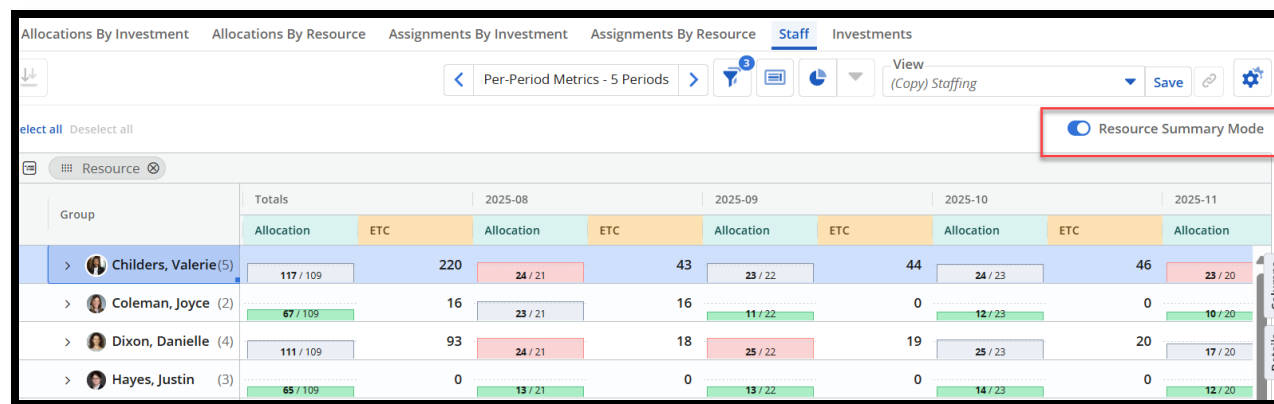 Allocations By Investment Allocations By Resource Assignments By Investment Assignments By Resource Staff Investments
Per-Period Metrics - 5 Periods 3 View
(Copy) Staffing Save
elect all Deselect all Resource Summary Mode
Resource
Group Totals 2025-08 2025-09 2025-10 2025-11
Allocation ETC Allocation ETC Allocation ETC Allocation ETC Allocation
Childers, Valerie(5) 117 / 109 220 24 / 21 43 23 / 22 44 24 / 23 46 23 / 20
Coleman, Joyce (2) 67 / 109 16 23 / 21 16 11 / 22 0 12 / 23 0 10 / 20
Dixon, Danielle (4) 111 / 109 93 24 / 21 18 25 / 22 19 25 / 23 20 17 / 20
Hayes, Justin (3) 65 / 109 0 13 / 21 0 13 / 22 0 14 / 23 0 12 / 20